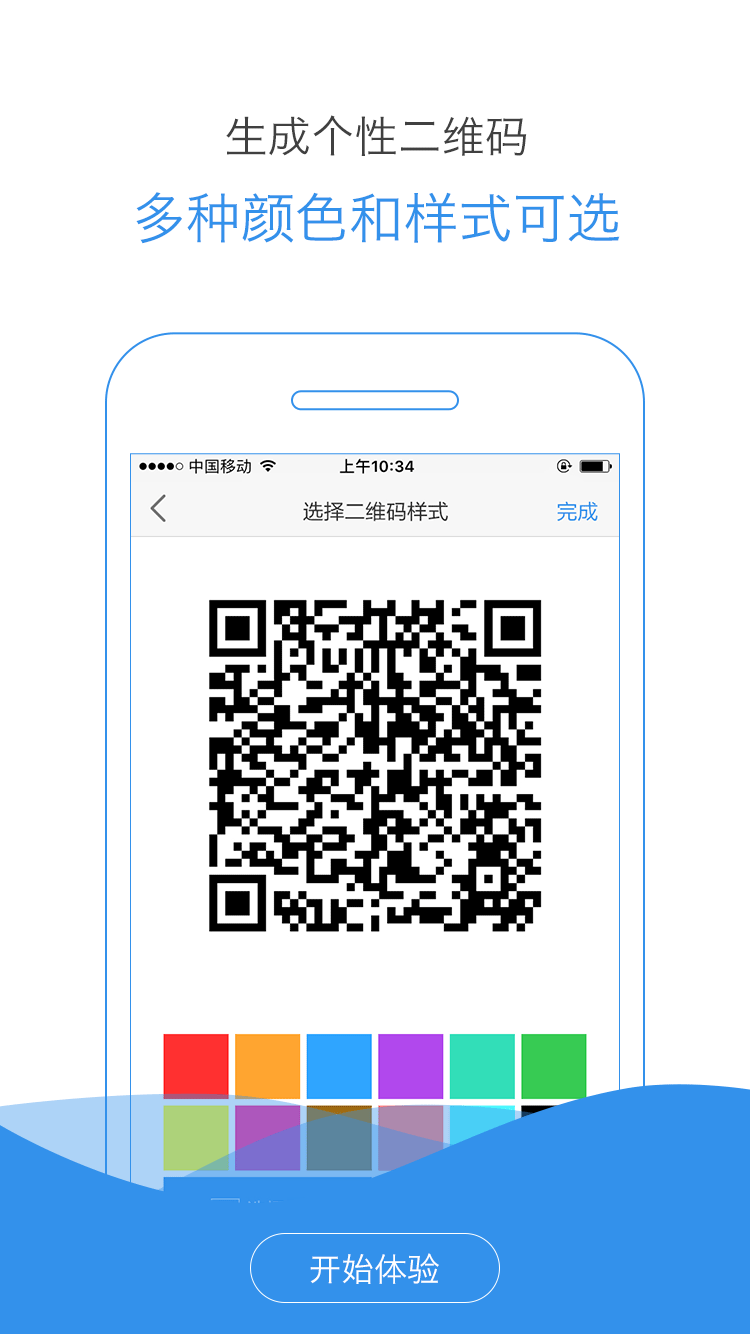 生成个性二维码
多种颜色和样式可选
中国移动 上午10:34
选择二维码样式 完成
开始体验